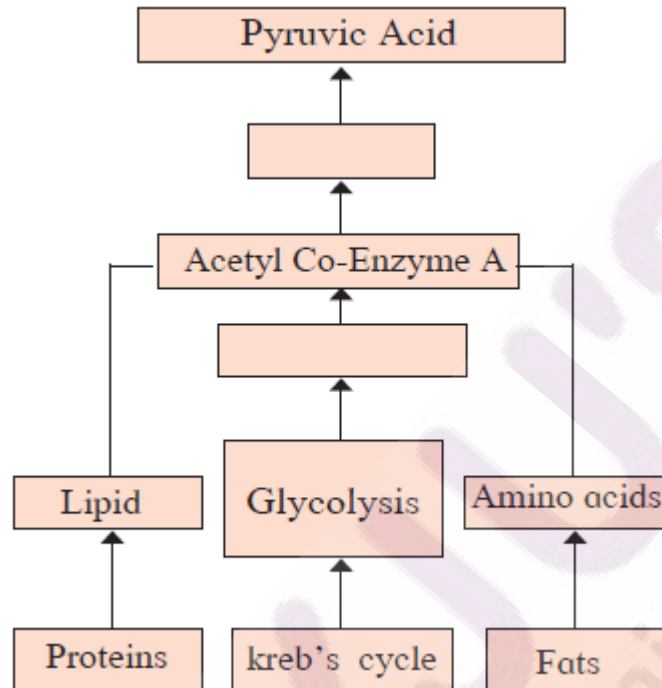 Pyruvic Acid
Acetyl Co-Enzyme A
Lipid
Glycolysis
Amino acids
Proteins
kreb's cycle
Fats